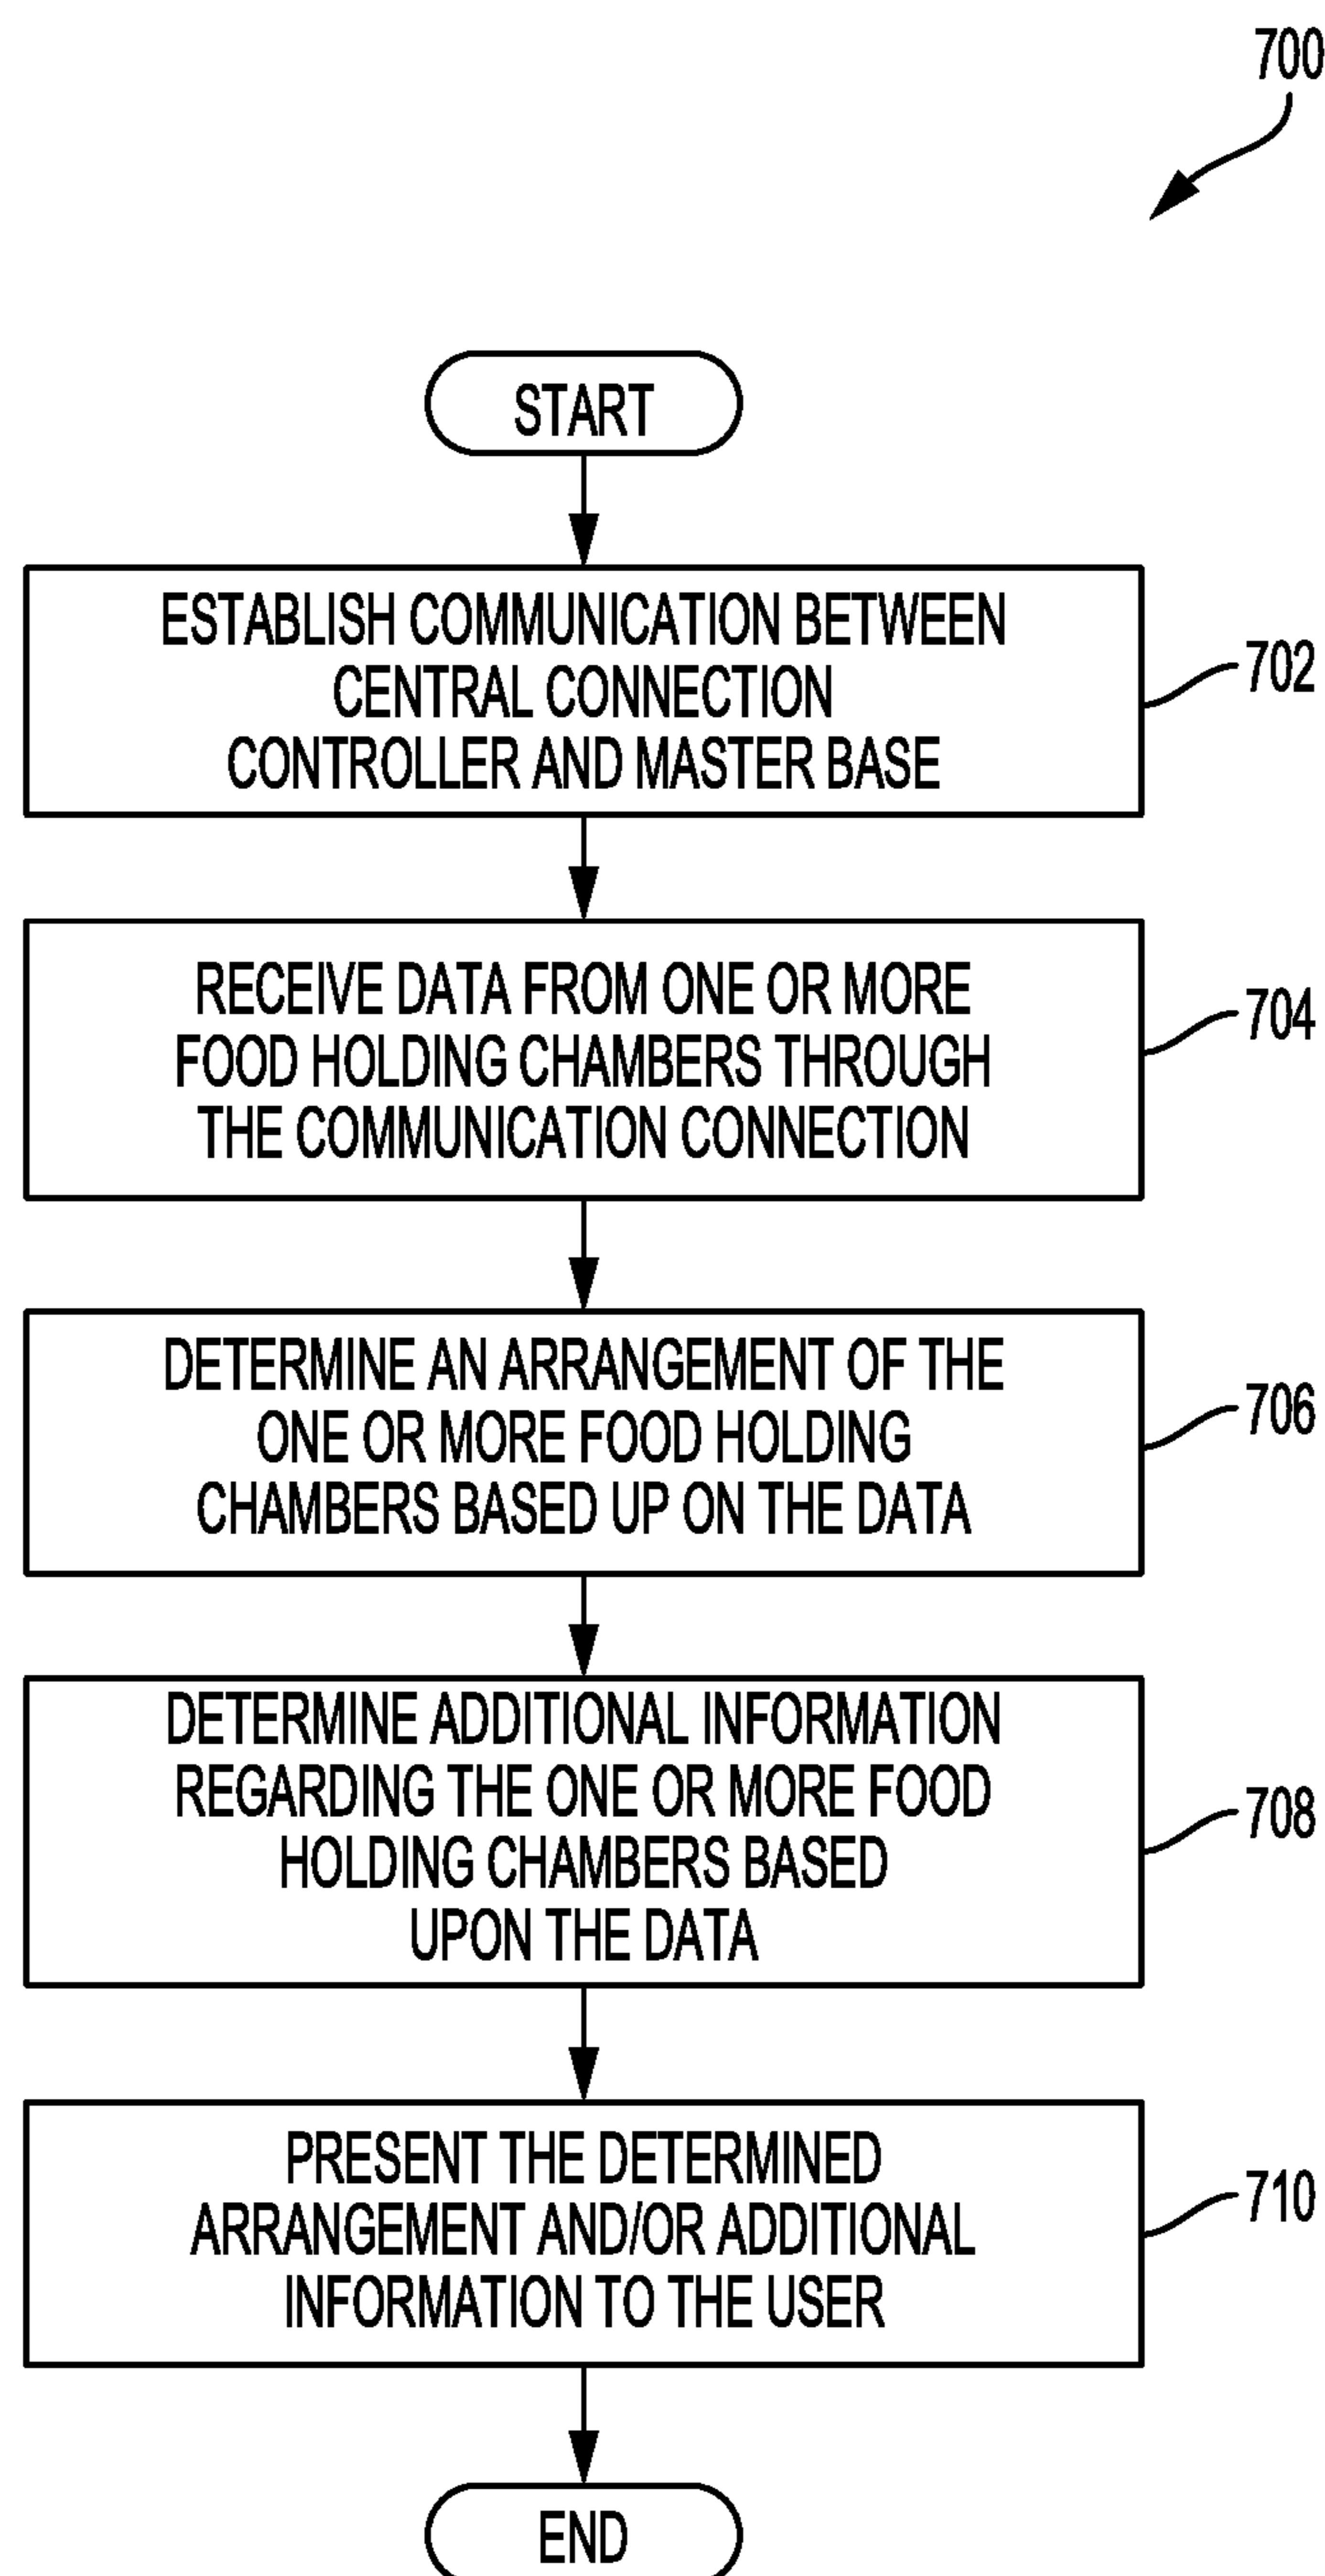 700
START
ESTABLISH COMMUNICATION BETWEEN
CENTRAL CONNECTION
CONTROLLER AND MASTER BASE
702
RECEIVE DATA FROM ONE OR MORE
FOOD HOLDING CHAMBERS THROUGH
THE COMMUNICATION CONNECTION
704
DETERMINE AN ARRANGEMENT OF THE
ONE OR MORE FOOD HOLDING
CHAMBERS BASED UP ON THE DATA
706
DETERMINE ADDITIONAL INFORMATION
REGARDING THE ONE OR MORE FOOD
HOLDING CHAMBERS BASED
UPON THE DATA
708
PRESENT THE DETERMINED
ARRANGEMENT AND/OR ADDITIONAL
INFORMATION TO THE USER
710
END